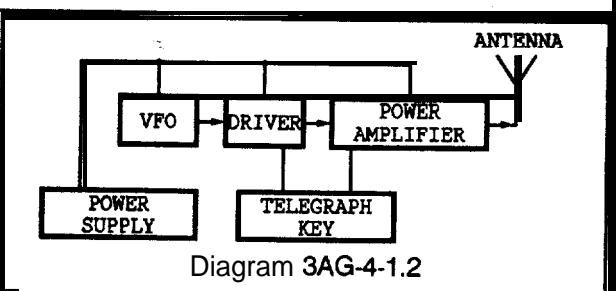 ANTENNA
VFO
DRIVER
POWER
AMPLIFIER
POWER
SUPPLY
TELEGRAPH
KEY
Diagram 3AG-4-1.2